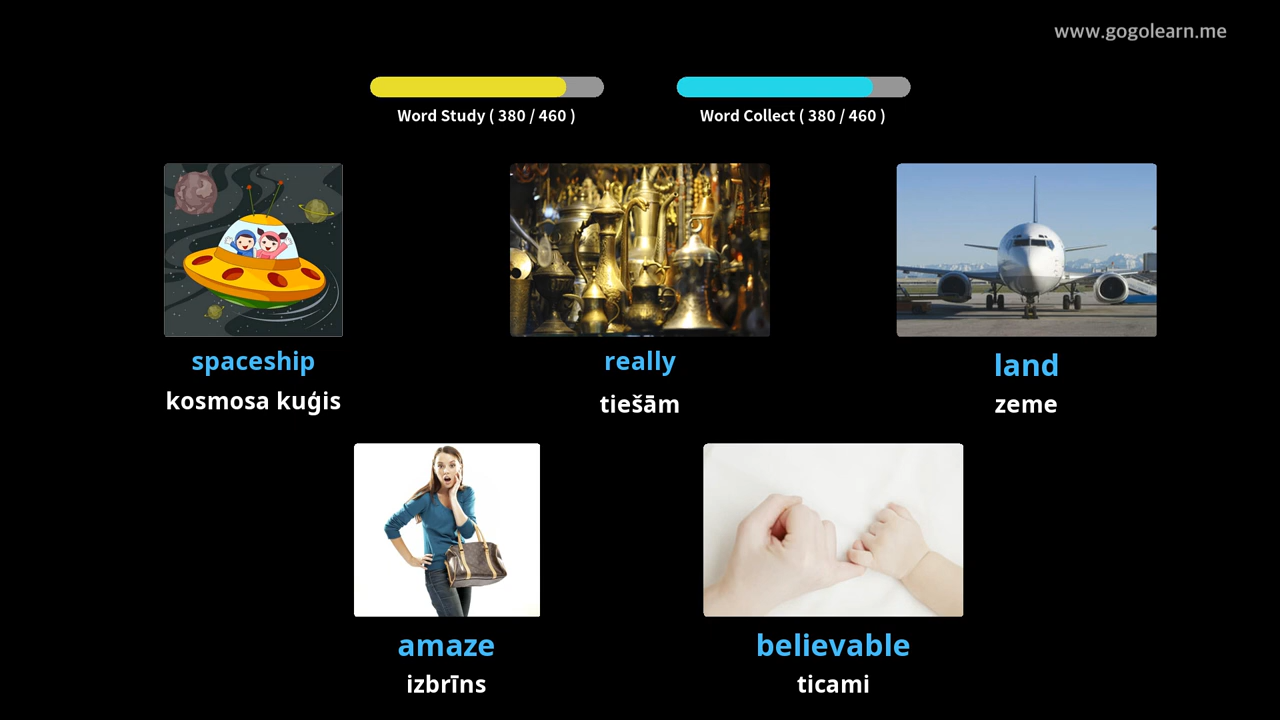 www.gogolearn.me
Word Study ( 380 / 460 )
Word Collect ( 380 / 460 )
spaceship
kosmosa kuģis
really
tiešām
land
zeme
amaze
izbrīns
believable
ticami